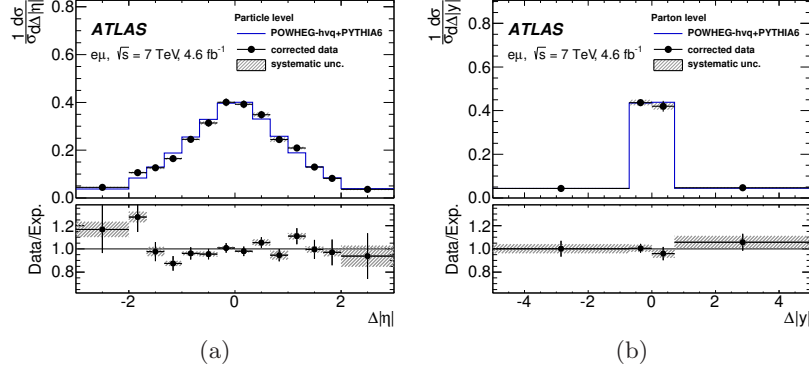 1/σ dσ/dΔ|η|
ATLAS
eμ, √s = 7 TeV, 4.6 fb⁻¹
Particle level
POWHEG-hvq+PYTHIA6
corrected data
systematic unc.
0.8
0.6
0.4
0.2
0.0
Data/Exp.
1.2
1.0
0.8
-2 0 2
Δ|η|
(a)
1/σ dσ/dΔ|y|
ATLAS
eμ, √s = 7 TeV, 4.6 fb⁻¹
Parton level
POWHEG-hvq+PYTHIA6
corrected data
systematic unc.
0.8
0.6
0.4
0.2
0.0
Data/Exp.
1.2
1.0
0.8
-4 -2 0 2 4
Δ|y|
(b)